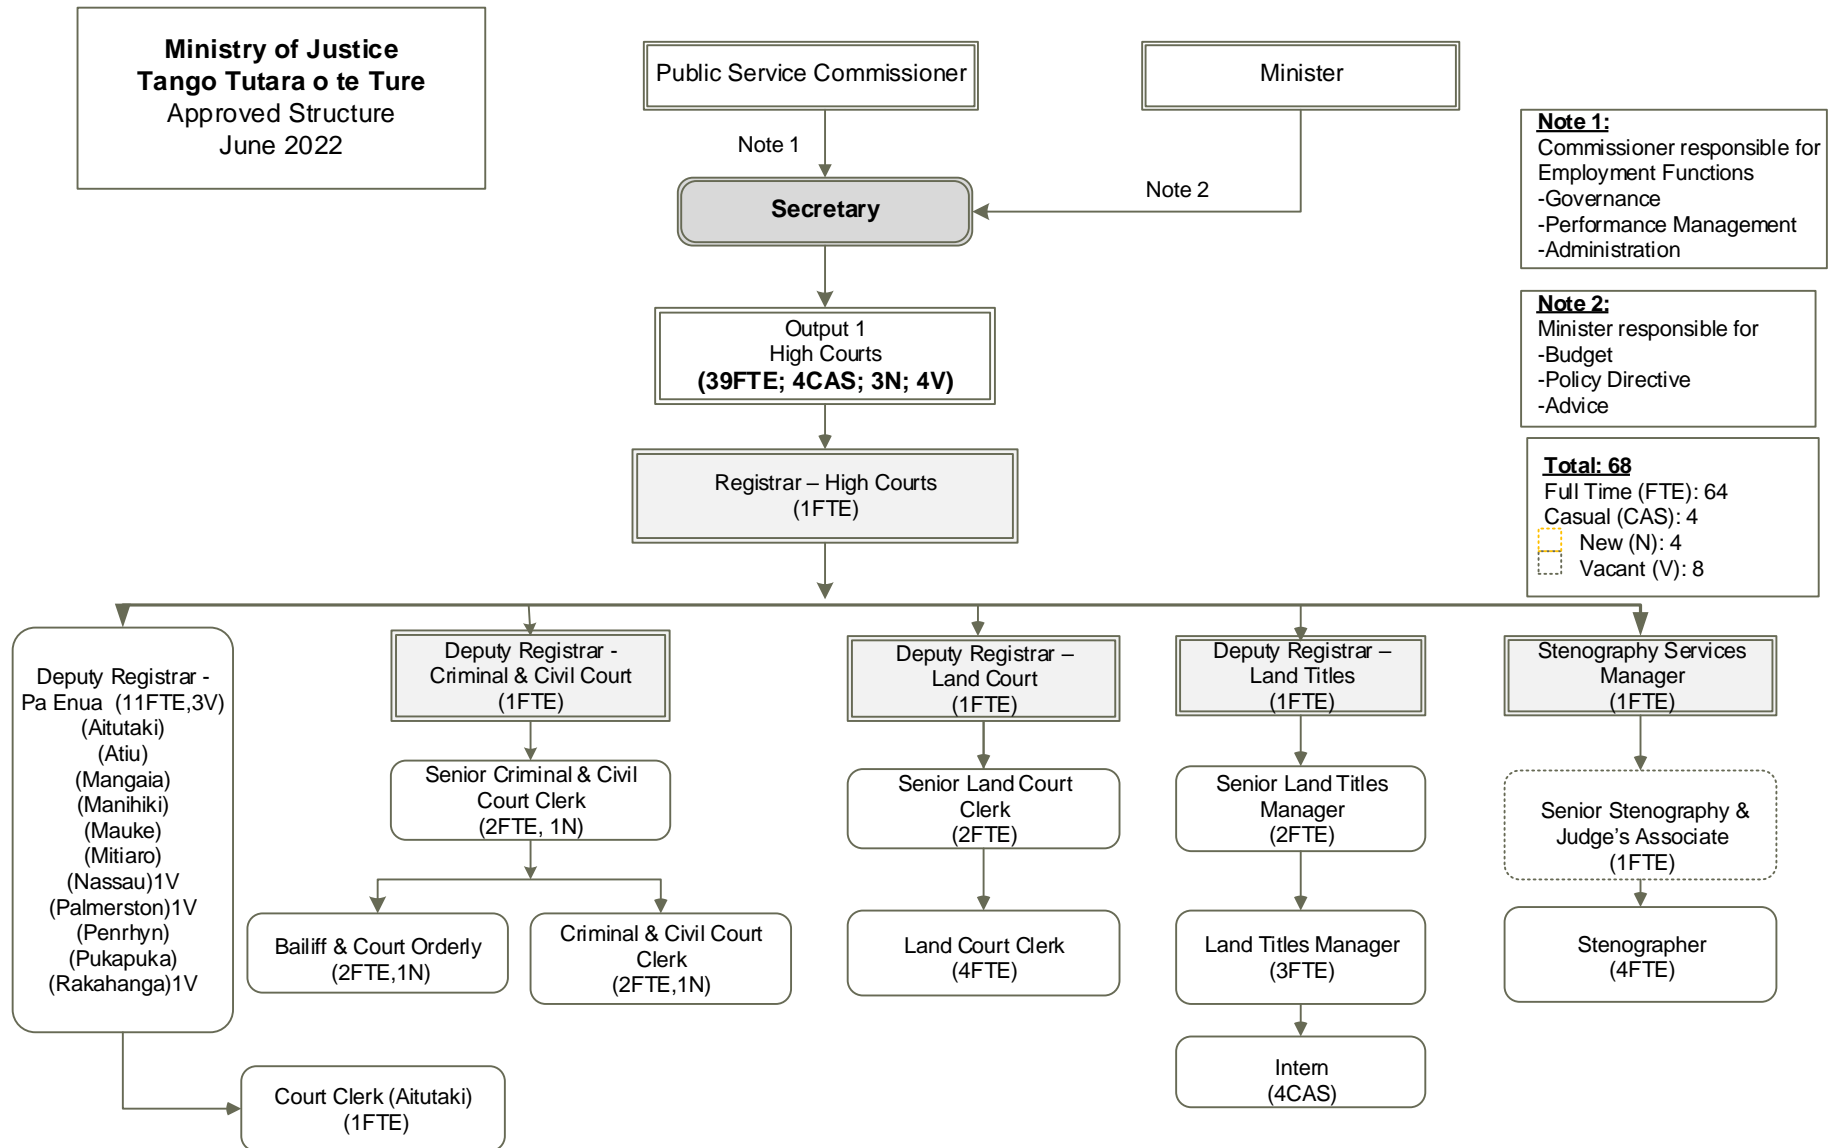 Ministry of Justice
Tango Tutara o te Ture
Approved Structure
June 2022
Public Service Commissioner
Minister
Note 1
Note 2
Secretary
Note 1:
Commissioner responsible for
Employment Functions
-Governance
-Performance Management
-Administration
Note 2:
Minister responsible for
-Budget
-Policy Directive
-Advice
Total: 68
Full Time (FTE): 64
Casual (CAS): 4
New (N): 4
Vacant (V): 8
Output 1
High Courts
(39FTE; 4CAS; 3N; 4V)
Registrar – High Courts
(1FTE)
Deputy Registrar -
Pa Enua (11FTE,3V)
(Aitutaki)
(Atiu)
(Mangaia)
(Manihiki)
(Mauke)
(Mitiaro)
(Nassau)1V
(Palmerston)1V
(Penrhyn)
(Pukapuka)
(Rakahanga)1V
Court Clerk (Aitutaki)
(1FTE)
Deputy Registrar -
Criminal & Civil Court
(1FTE)
Senior Criminal & Civil
Court Clerk
(2FTE, 1N)
Bailiff & Court Orderly
(2FTE,1N)
Criminal & Civil Court
Clerk
(2FTE,1N)
Deputy Registrar –
Land Court
(1FTE)
Senior Land Court
Clerk
(2FTE)
Land Court Clerk
(4FTE)
Deputy Registrar –
Land Titles
(1FTE)
Senior Land Titles
Manager
(2FTE)
Land Titles Manager
(3FTE)
Intern
(4CAS)
Stenography Services
Manager
(1FTE)
Senior Stenography &
Judge's Associate
(1FTE)
Stenographer
(4FTE)